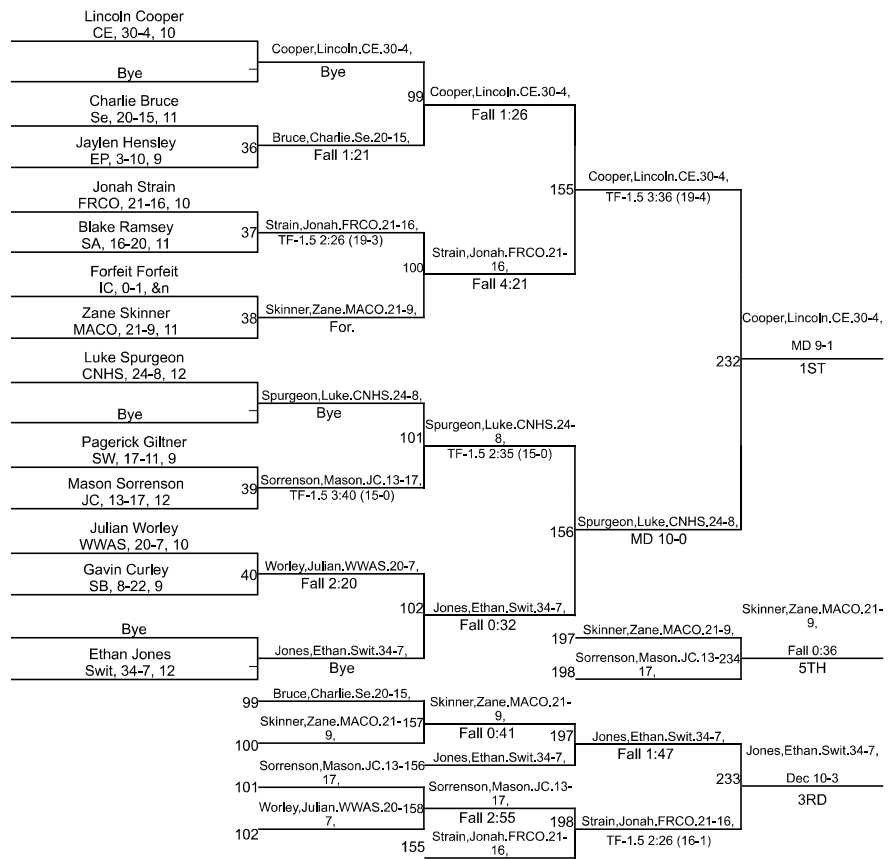 Lincoln Cooper
CE, 30-4, 10
Cooper,Lincoln.CE.30-4,
Bye
Bye
99
Cooper,Lincoln.CE.30-4,
Fall 1:26
Charlie Bruce
Se, 20-15, 11
36
Bruce,Charlie.Se.20-15,
Fall 1:21
Jaylen Hensley
EP, 3-10, 9
155
Cooper,Lincoln.CE.30-4,
TF-1.5 3:36 (19-4)
Jonah Strain
FRCO, 21-16, 10
37
Strain,Jonah.FRCO.21-16,
TF-1.5 2:26 (19-3)
Blake Ramsey
SA, 16-20, 11
100
Strain,Jonah.FRCO.21-
16,
Fall 4:21
Forfeit Forfeit
IC, 0-1, &n
38
Skinner,Zane.MACO.21-9,
For.
Zane Skinner
MACO, 21-9, 11
232
Cooper,Lincoln.CE.30-4,
MD 9-1
1ST
Luke Spurgeon
CNHS, 24-8, 12
Spurgeon,Luke.CNHS.24-8,
Bye
Bye
101
Spurgeon,Luke.CNHS.24-
8,
TF-1.5 2:35 (15-0)
Pagerick Giltner
SW, 17-11, 9
39
Sorrenson,Mason.JC.13-17,
TF-1.5 3:40 (15-0)
Mason Sorrenson
JC, 13-17, 12
156
Spurgeon,Luke.CNHS.24-8,
MD 10-0
Julian Worley
WWAS, 20-7, 10
40
Worley,Julian.WWAS.20-7,
Fall 2:20
Gavin Curley
SB, 8-22, 9
102
Jones,Ethan.Swit.34-7,
Fall 0:32
Bye
Jones,Ethan.Swit.34-7,
Bye
Ethan Jones
Swit, 34-7, 12
197
Skinner,Zane.MACO.21-9,
198
Sorrenson,Mason.JC.13-
17,
234
Skinner,Zane.MACO.21-
9,
Fall 0:36
5TH
99
Bruce,Charlie.Se.20-15,
100
Skinner,Zane.MACO.21-
9,
157
Skinner,Zane.MACO.21-
9,
Fall 0:41
156
Jones,Ethan.Swit.34-7,
197
Jones,Ethan.Swit.34-7,
Fall 1:47
101
Sorrenson,Mason.JC.13-
17,
102
Worley,Julian.WWAS.20-
7,
158
Sorrenson,Mason.JC.13-
17,
Fall 2:55
155
Strain,Jonah.FRCO.21-
16,
198
Strain,Jonah.FRCO.21-16,
TF-1.5 2:26 (16-1)
233
Jones,Ethan.Swit.34-7,
Dec 10-3
3RD